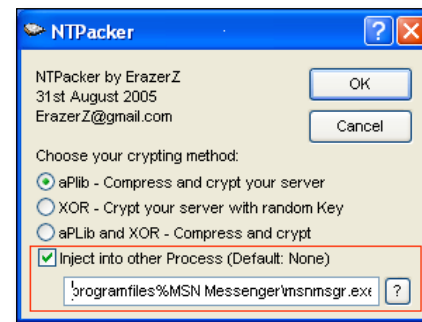 NTPacker
NTPacker by ErazerZ
31st August 2005
ErazerZ@gmail.com
OK
Cancel
Choose your crypting method:
aPlib - Compress and crypt your server
XOR - Crypt your server with random Key
aPLib and XOR - Compress and crypt
Inject into other Process (Default: None)
programfiles%MSN Messenger\msnmsgr.exe
?